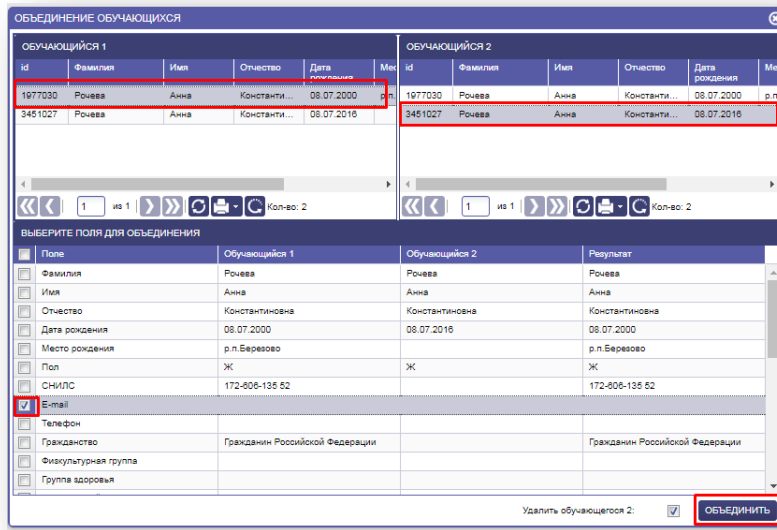 ОБЪЕДИНЕНИЕ ОБУЧАЮЩИХСЯ
ОБУЧАЮЩИЙСЯ 1 ОБУЧАЮЩИЙСЯ 2
id Фамилия Имя Отчество Дата рождения id Фамилия Имя Отчество Дата рождения
1977030 Рочева Анна Константи... 08.07.2000 1977030 Рочева Анна Константи... 08.07.2000
3451027 Рочева Анна Константи... 08.07.2016 3451027 Рочева Анна Константи... 08.07.2016
1 из 1 Кол-во: 2 1 из 1 Кол-во: 2
ВЫБЕРИТЕ ПОЛЯ ДЛЯ ОБЪЕДИНЕНИЯ
Поле Обучающийся 1 Обучающийся 2 Результат
Фамилия Рочева Рочева Рочева
Имя Анна Анна Анна
Отчество Константиновна Константиновна Константиновна
Дата рождения 08.07.2000 08.07.2016 08.07.2000
Место рождения р.п.Березово р.п.Березово
Пол Ж Ж Ж
СНИЛС 172-606-135 52 172-606-135 52
E-mail
Телефон
Гражданство Гражданин Российской Федерации Гражданин Российской Федерации
Физкультурная группа
Группа здоровья
Удалить обучающегося 2: ОБЪЕДИНИТЬ